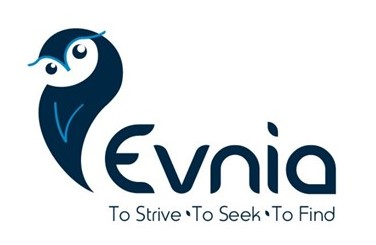 Evnia
To Strive • To Seek • To Find